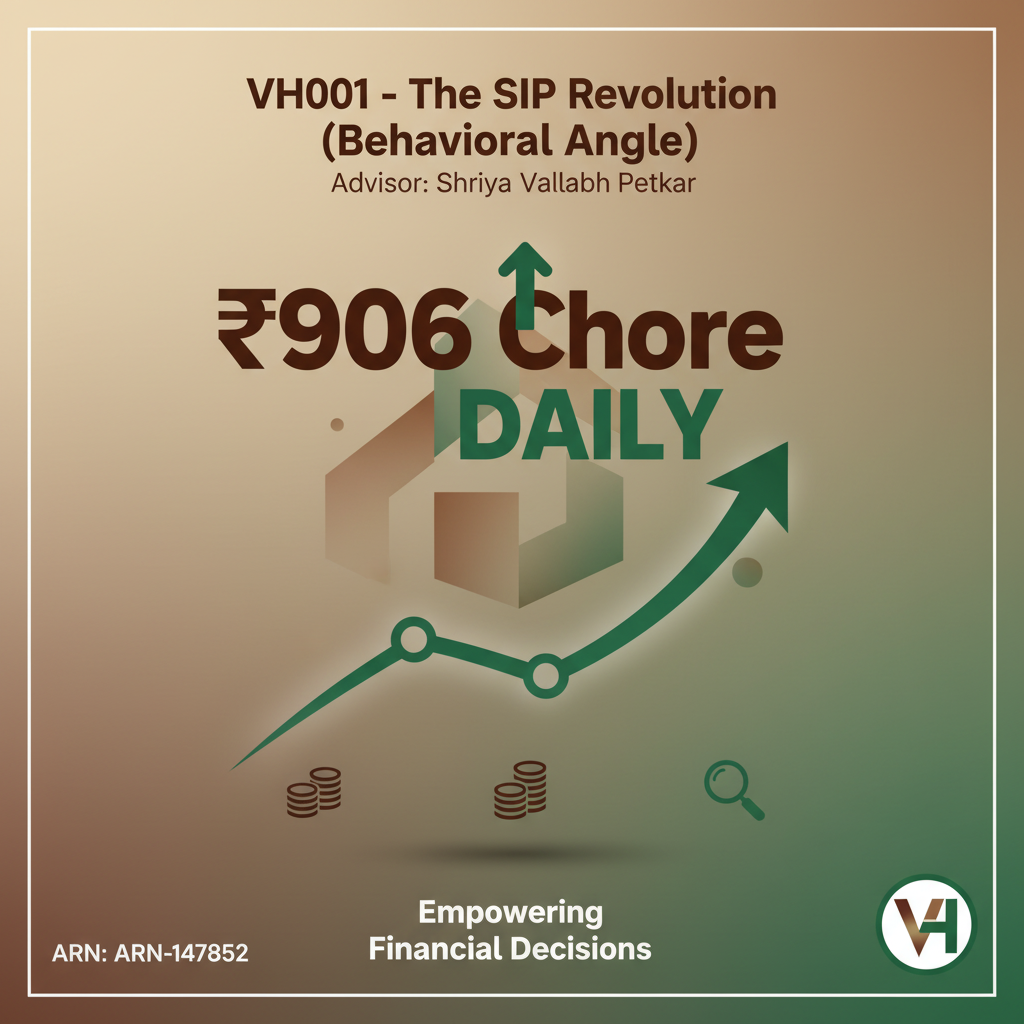 VH001 - The SIP Revolution
(Behavioral Angle)
Advisor: Shriya Vallabh Petkar
₹906 Chore
DAILY
Empowering
Financial Decisions
ARN: ARN-147852
VH